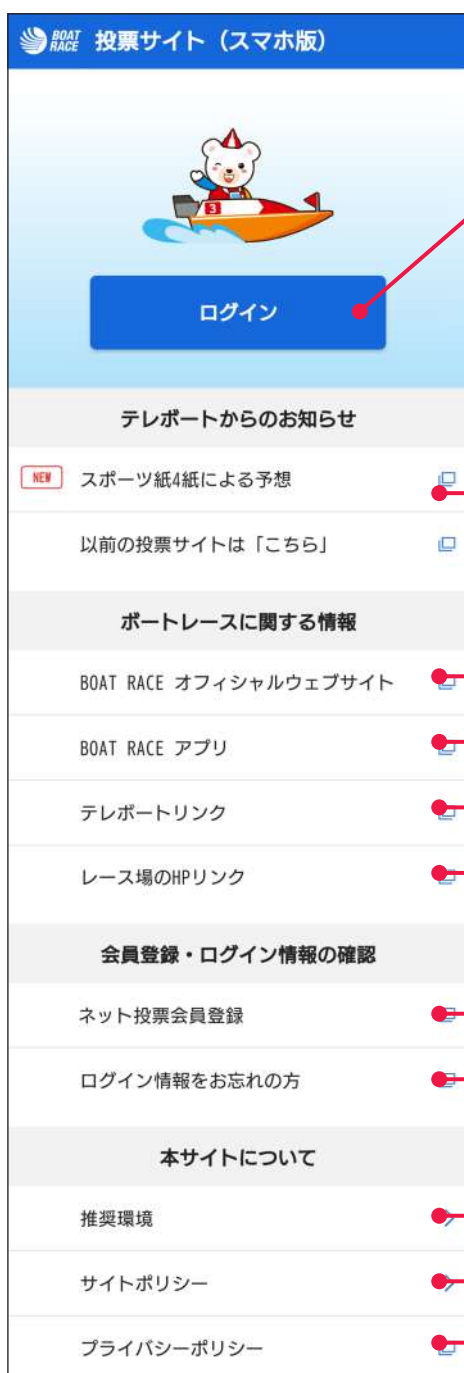 BOAT RACE 投票サイト（スマホ版）
3
ログイン
テレボートからのお知らせ
NEW スポーツ紙4紙による予想
以前の投票サイトは「こちら」
ボートレースに関する情報
BOAT RACE オフィシャルウェブサイト
BOAT RACE アプリ
テレボートリンク
レース場のHPリンク
会員登録・ログイン情報の確認
ネット投票会員登録
ログイン情報をお忘れの方
本サイトについて
推奨環境
サイトポリシー
プライバシーポリシー